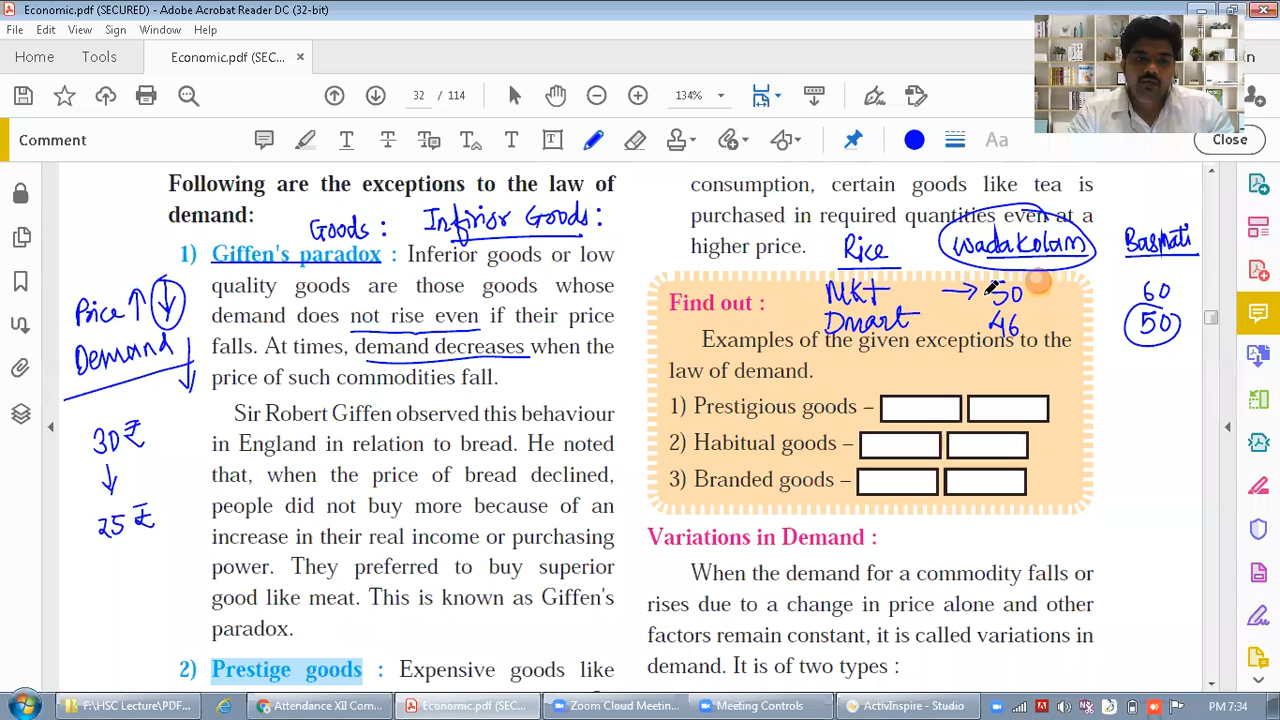 Economic.pdf (SECURED) - Adobe Acrobat Reader DC (32-bit)
File Edit View Sign Window Help
Home Tools Economic.pdf (SEC... × In
32 / 114 134%
Comment Aa Close
Following are the exceptions to the law of
demand:
Goods : Infirior Goods :
1) Giffen's paradox : Inferior goods or low
quality goods are those goods whose
demand does not rise even if their price
falls. At times, demand decreases when the
price of such commodities fall.
Price ↑ ↓
Demand ↓
30 ₹
↓
25 ₹
Sir Robert Giffen observed this behaviour
in England in relation to bread. He noted
that, when the price of bread declined,
people did not buy more because of an
increase in their real income or purchasing
power. They preferred to buy superior
good like meat. This is known as Giffen's
paradox.
2) Prestige goods : Expensive goods like
consumption, certain goods like tea is
purchased in required quantities even at a
higher price.
Rice wadakolam Basmati
MKt → 50 60
Dmart 46 50
Find out :
Examples of the given exceptions to the
law of demand.
1) Prestigious goods –
2) Habitual goods –
3) Branded goods –
Variations in Demand :
When the demand for a commodity falls or
rises due to a change in price alone and other
factors remain constant, it is called variations in
demand. It is of two types :
F:\HSC Lecture\PDF... Attendance XII Com... Economic.pdf (SEC... Zoom Cloud Meetin... Meeting Controls ActivInspire - Studio PM 7:34